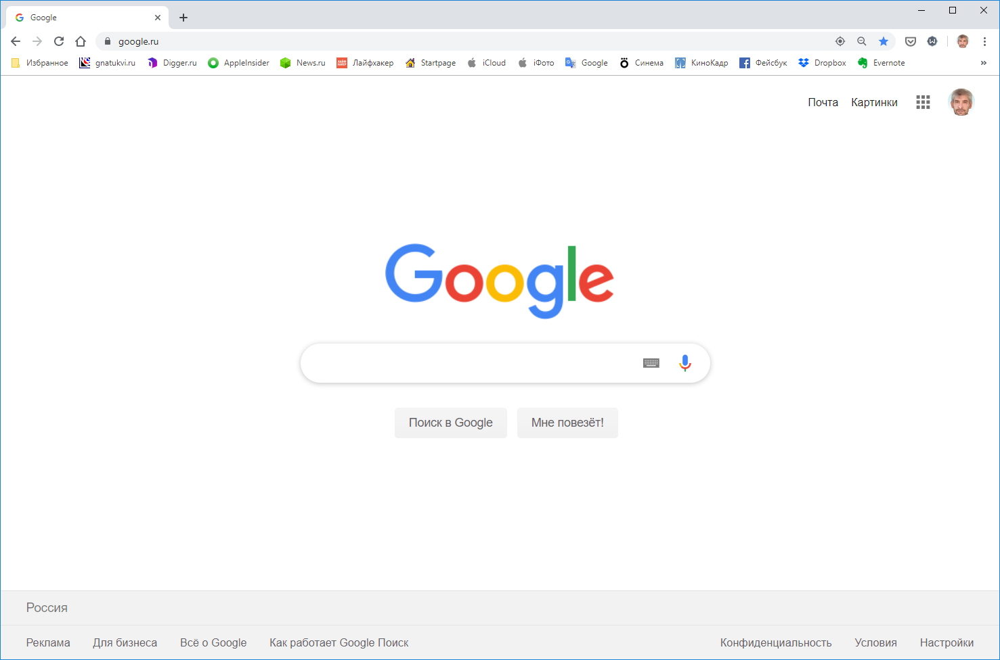 Google
google.ru
Избранное gnatukvi.ru Digger.ru AppleInsider News.ru Лайфхакер Startpage iCloud iФото Google Синема КиноКадр Фейсбук Dropbox Evernote »
Почта Картинки
Google
Поиск в Google Мне повезёт!
Россия
Реклама Для бизнеса Всё о Google Как работает Google Поиск Конфиденциальность Условия Настройки